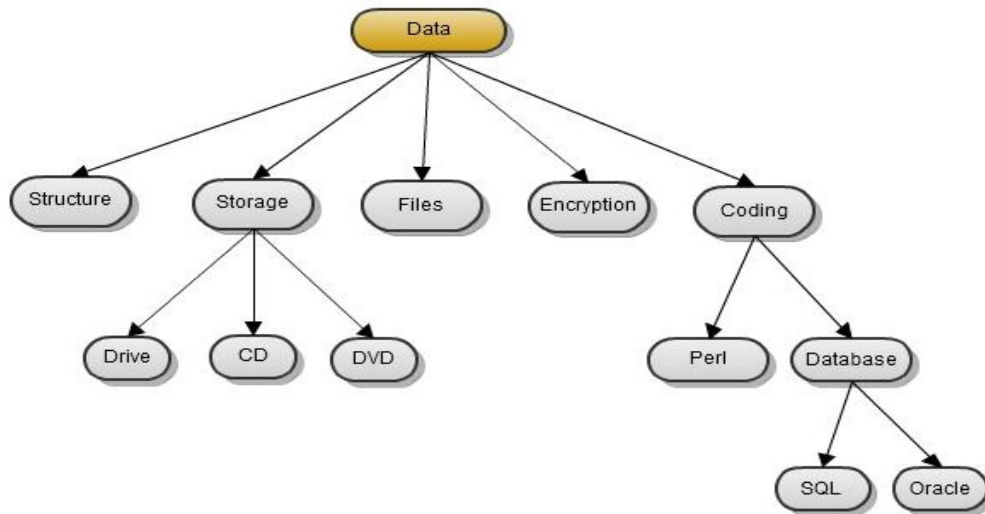 Data
Structure
Storage
Files
Encryption
Coding
Drive
CD
DVD
Perl
Database
SQL
Oracle